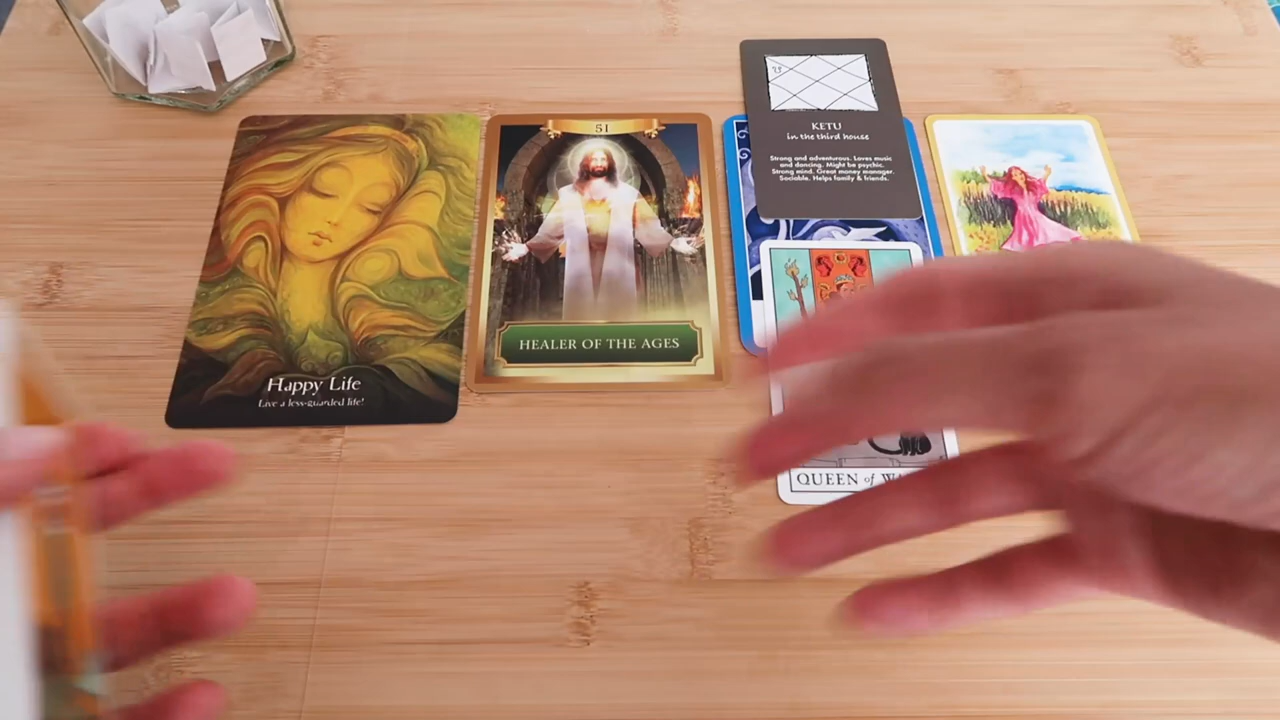 Happy Life
Live a less-guarded life!
51
HEALER OF THE AGES
KETU
in the third house
Strong and adventurous. Loves music
and dancing. Might be psychic.
Strong mind. Great money manager.
Sociable. Helps family & friends.
QUEEN of